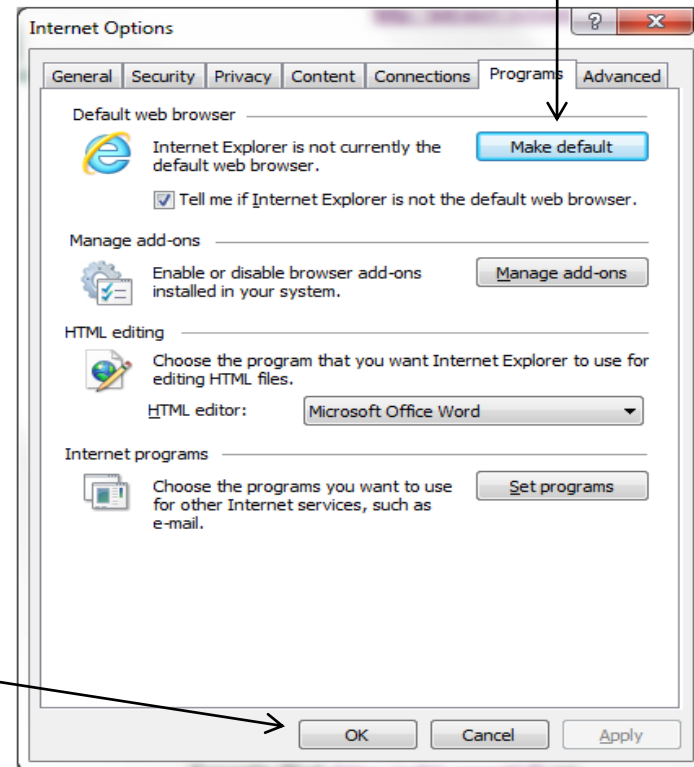 Internet Options
General Security Privacy Content Connections Programs Advanced
Default web browser
Internet Explorer is not currently the
default web browser.
Make default
Tell me if Internet Explorer is not the default web browser.
Manage add-ons
Enable or disable browser add-ons
installed in your system.
Manage add-ons
HTML editing
Choose the program that you want Internet Explorer to use for
editing HTML files.
HTML editor:
Microsoft Office Word
Internet programs
Choose the programs you want to use
for other Internet services, such as
e-mail.
Set programs
OK Cancel Apply